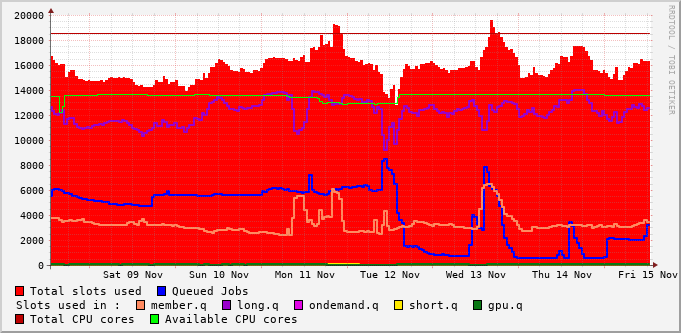 20000
18000
16000
14000
12000
10000
8000
6000
4000
2000
0
Sat 09 Nov Sun 10 Nov Mon 11 Nov Tue 12 Nov Wed 13 Nov Thu 14 Nov Fri 15 Nov
Total slots used Queued Jobs
Slots used in : member.q long.q ondemand.q short.q gpu.q
Total CPU cores Available CPU cores
RRDTOOL / TOBI OETIKER